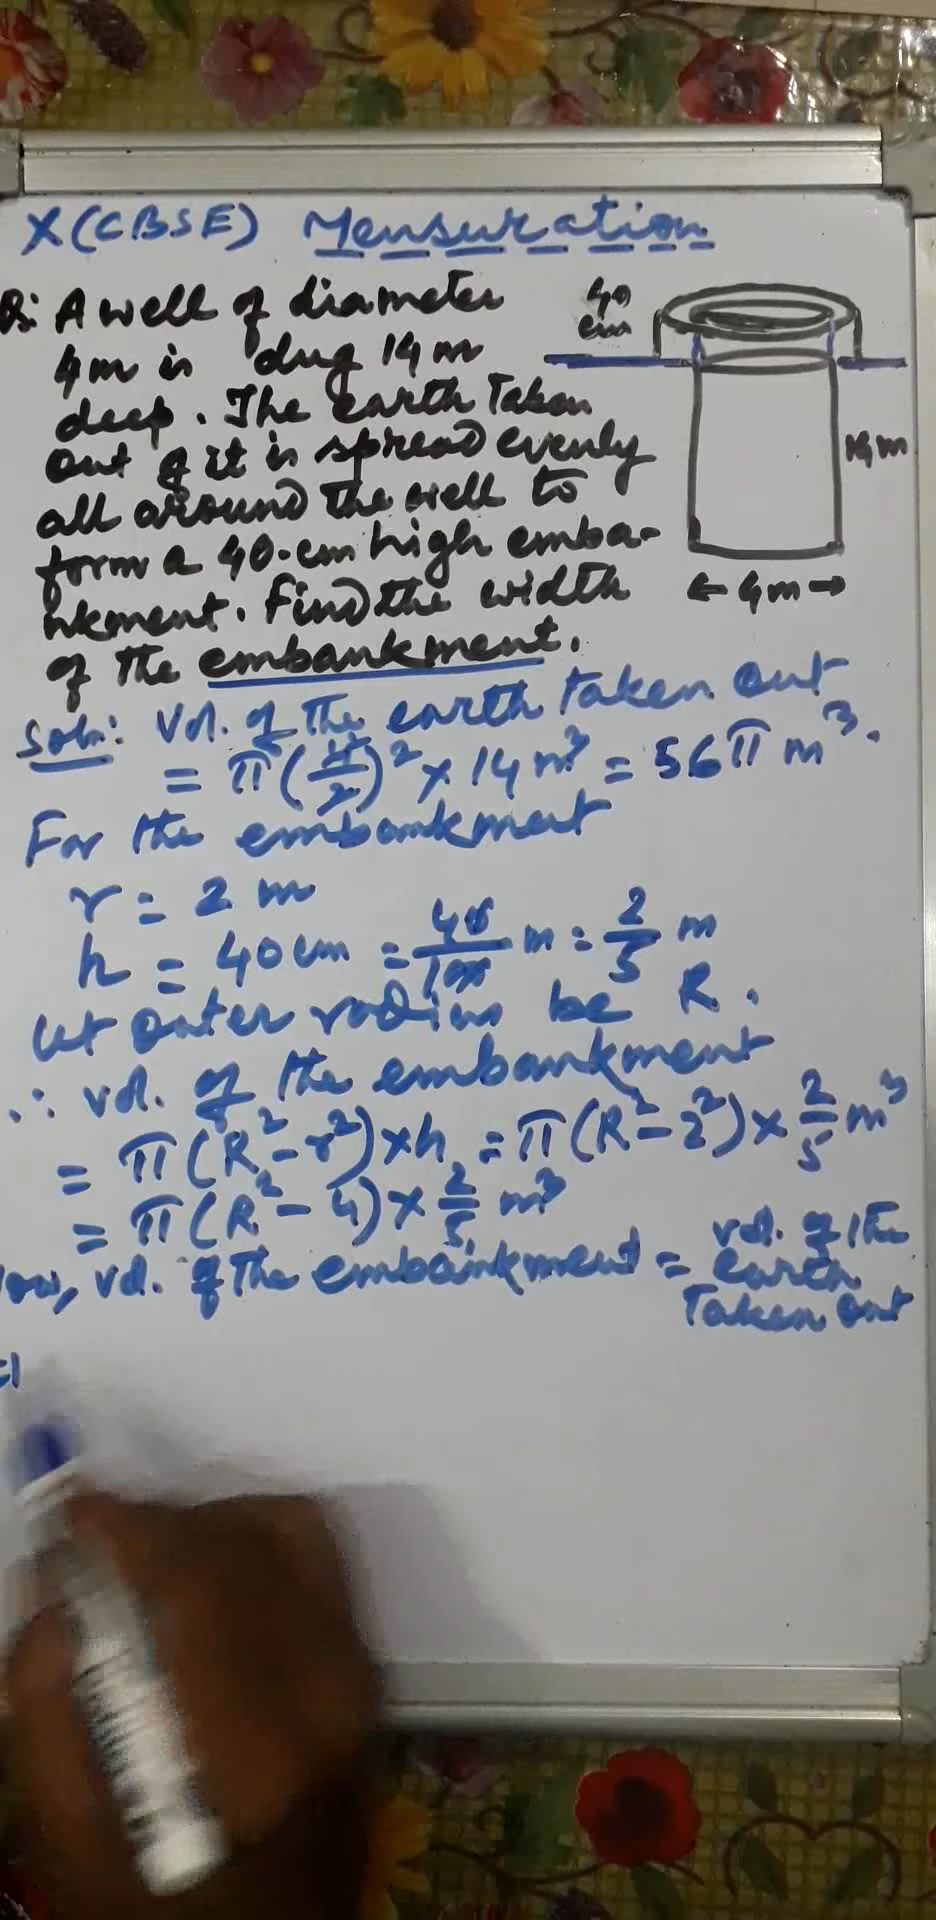 X(CBSE) Mensuration
Q: A well of diameter
4m is dug 14m
deep. The earth Taken
out of it is spread evenly
all around the well to
form a 40-cm high emba-
nkment. Find the width
of the embankment.
40
cm
14 m
← 4m →
Soln: Vol. of the earth taken out
= π(4/2)² × 14 m³ = 56π m³.
For the embankment
r = 2 m
h = 40 cm = 40/100 m = 2/5 m
Let outer radius be R.
∴ vol. of the embankment
= π(R²-r²)×h = π(R²-2²)×2/5 m³
= π(R²-4)×2/5 m³
Now, vol. of the embankment = vol. of the
earth
Taken out